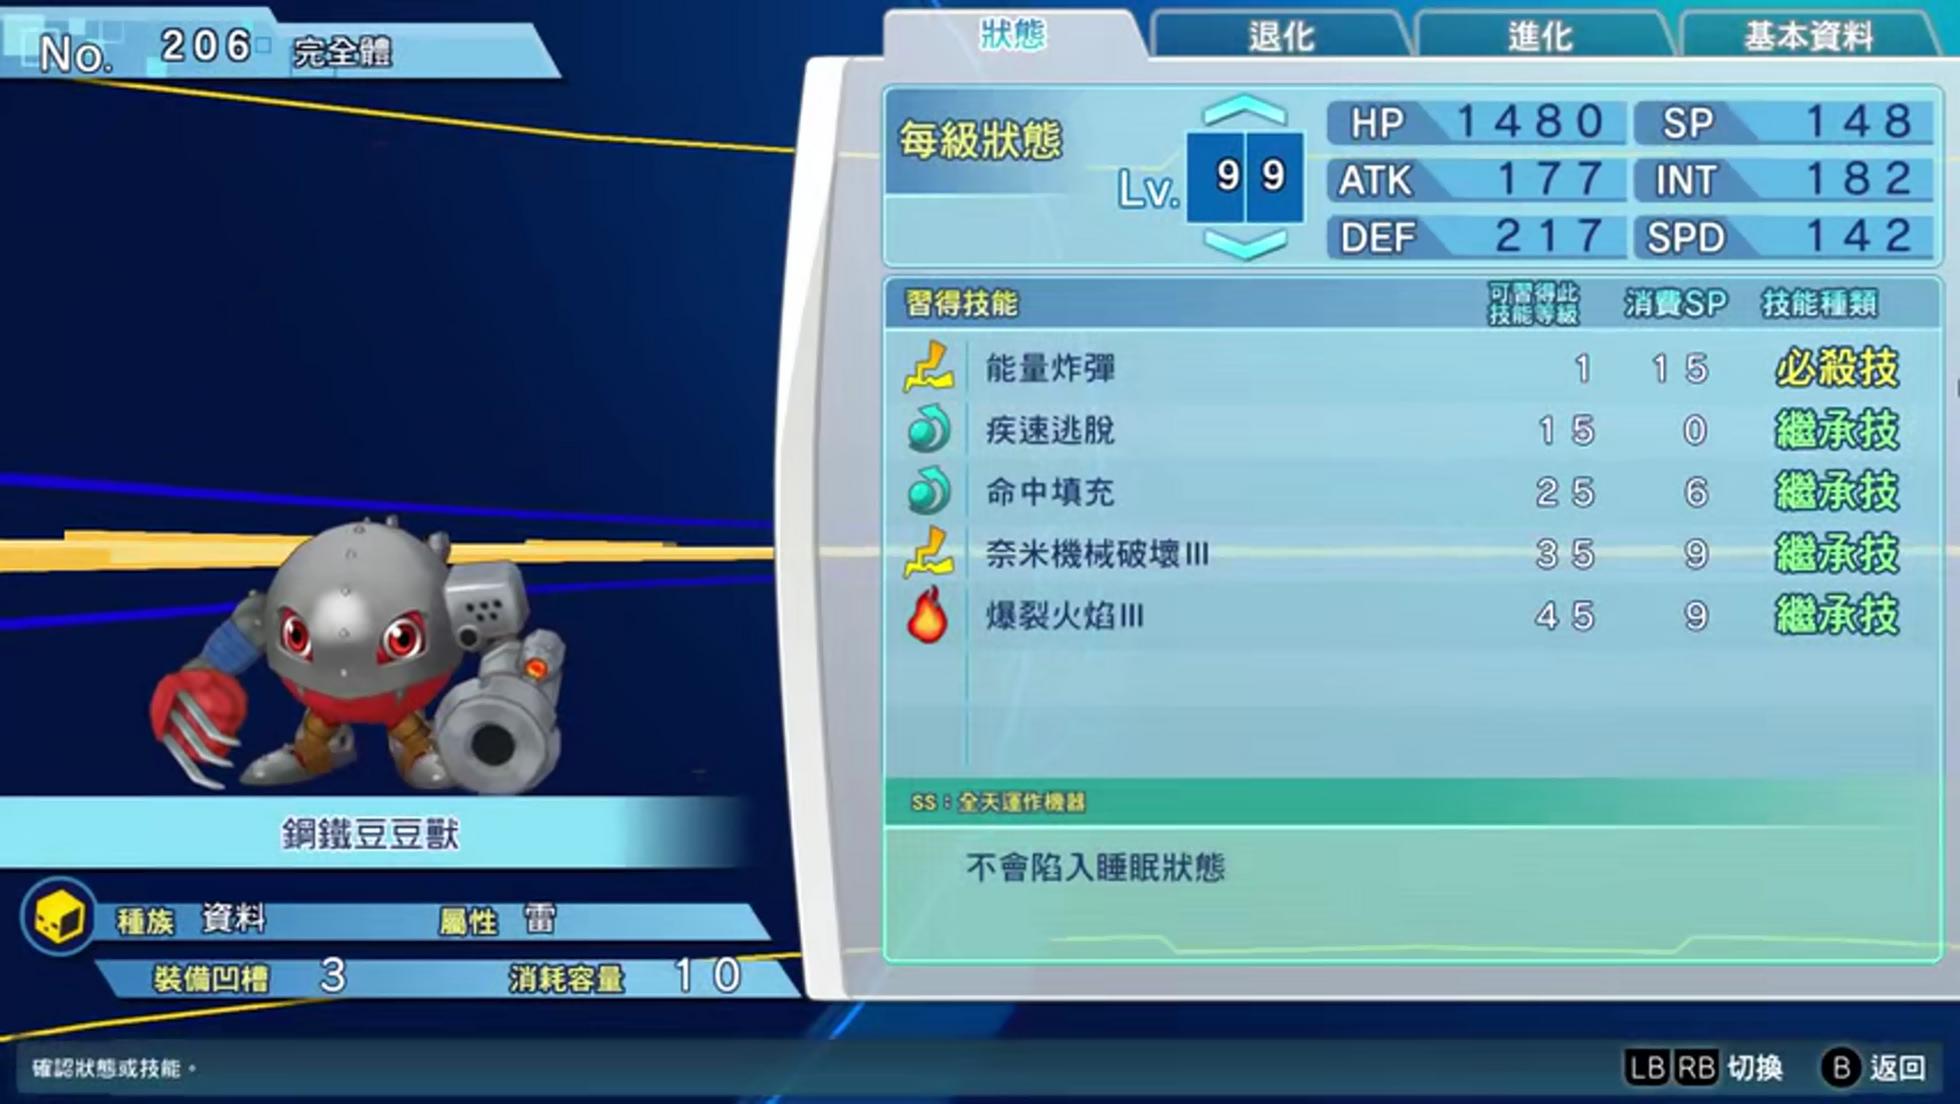 No. 206 完全體
狀態 退化 進化 基本資料
每級狀態
Lv. 99
HP 1480 SP 148
ATK 177 INT 182
DEF 217 SPD 142
習得技能 可習得此技能等級 消費SP 技能種類
能量炸彈 1 15 必殺技
疾速逃脫 15 0 繼承技
命中填充 25 6 繼承技
奈米機械破壞III 35 9 繼承技
爆裂火焰III 45 9 繼承技
SS:全天運作機器
不會陷入睡眠狀態
鋼鐵豆豆獸
種族 資料 屬性 雷
裝備凹槽 3 消耗容量 10
確認狀態或技能。
LB RB 切換 B 返回